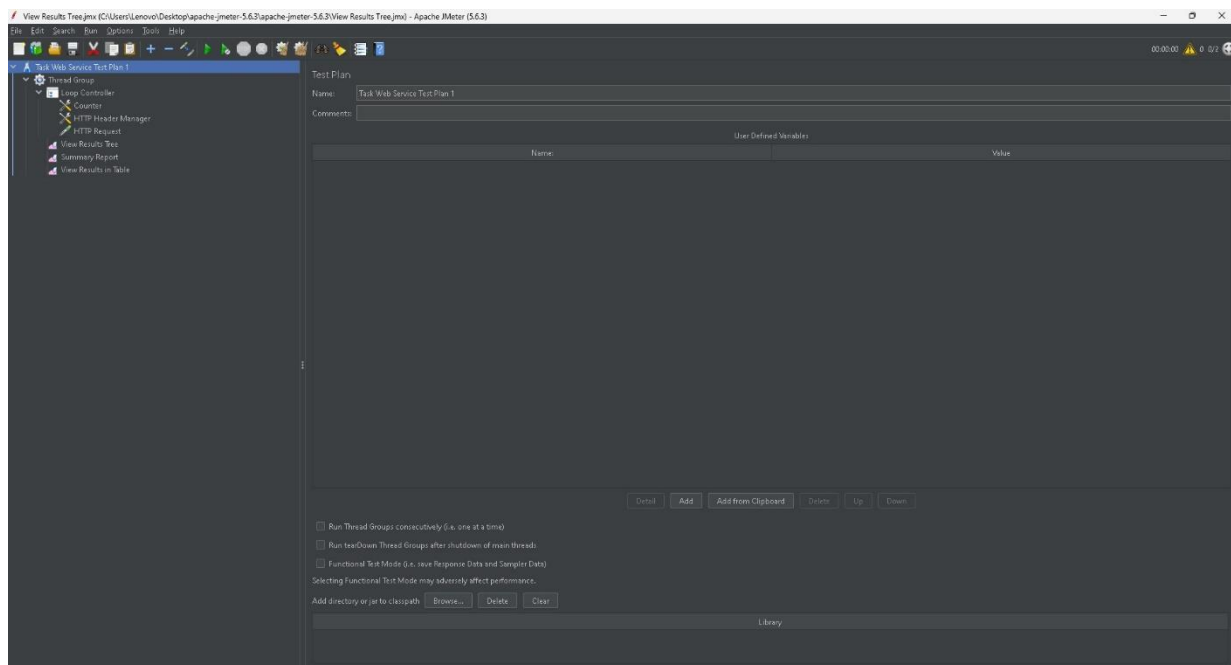 View Results Tree.jmx (C:\Users\Lenovo\Desktop\apache-jmeter-5.6.3\apache-jmeter-5.6.3\View Results Tree.jmx) - Apache JMeter (5.6.3)
File Edit Search Run Options Tools Help
00:00:00 0 0/2
Task Web Service Test Plan 1
Thread Group
Loop Controller
Counter
HTTP Header Manager
HTTP Request
View Results Tree
Summary Report
View Results in Table
Test Plan
Name: Task Web Service Test Plan 1
Comments:
User Defined Variables
Name: Value
Detail Add Add from Clipboard Delete Up Down
Run Thread Groups consecutively (i.e. one at a time)
Run tearDown Thread Groups after shutdown of main threads
Functional Test Mode (i.e. save Response Data and Sampler Data)
Selecting Functional Test Mode may adversely affect performance.
Add directory or jar to classpath Browse... Delete Clear
Library